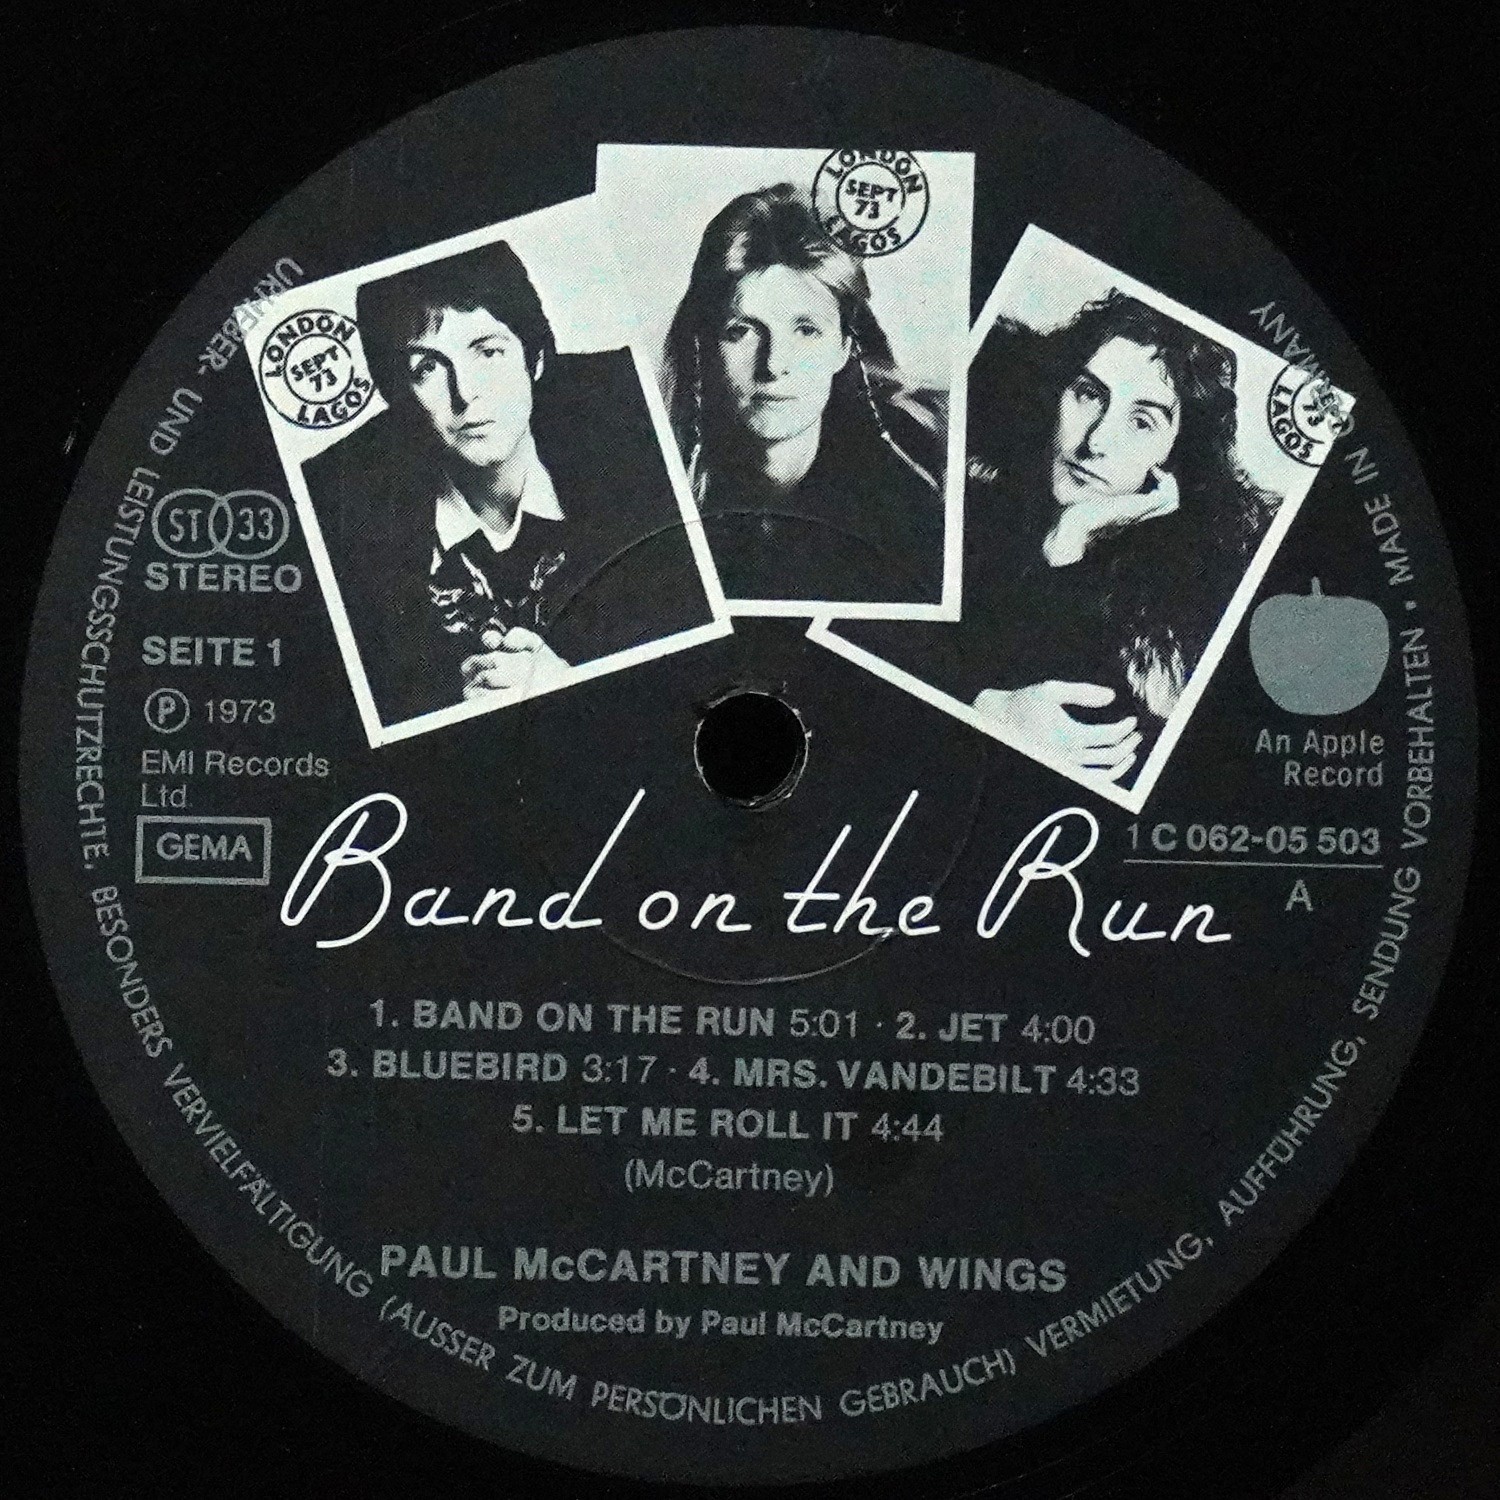 LONDON
SEPT
73
LAGOS
LONDON
SEPT
73
LAGOS
SEPT
73
LAGOS
ST 33
STEREO
SEITE 1
Ⓟ 1973
EMI Records
Ltd
GEMA
An Apple
Record
1 C 062-05 503
A
Band on the Run
1. BAND ON THE RUN 5:01 · 2. JET 4:00
3. BLUEBIRD 3:17 · 4. MRS. VANDEBILT 4:33
5. LET ME ROLL IT 4:44
(McCartney)
PAUL McCARTNEY AND WINGS
Produced by Paul McCartney
URHEBER- UND LEISTUNGSSCHUTZRECHTE, BESONDERS VERVIELFÄLTIGUNG (AUSSER ZUM PERSÖNLICHEN GEBRAUCH) VERMIETUNG, AUFFÜHRUNG, SENDUNG VORBEHALTEN · MADE IN GERMANY